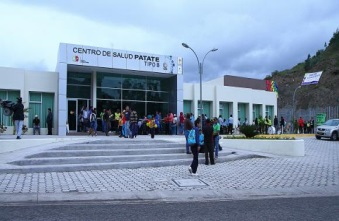 CENTRO DE SALUD PATATE
TIPO B